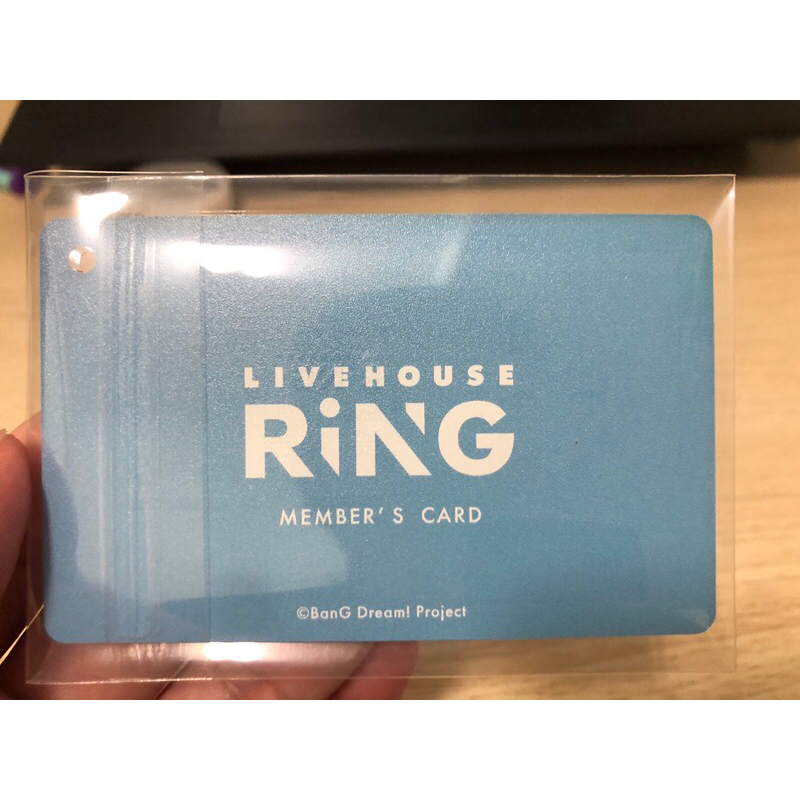 LIVEHOUSE
RiNG
MEMBER'S CARD
©BanG Dream! Project